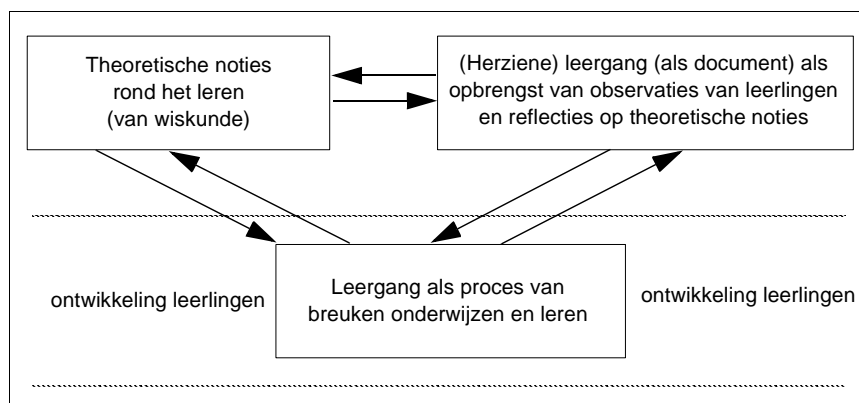 Theoretische noties
rond het leren
(van wiskunde)
(Herziene) leergang (als document) als
opbrengst van observaties van leerlingen
en reflecties op theoretische noties
ontwikkeling leerlingen
Leergang als proces van
breuken onderwijzen en leren
ontwikkeling leerlingen